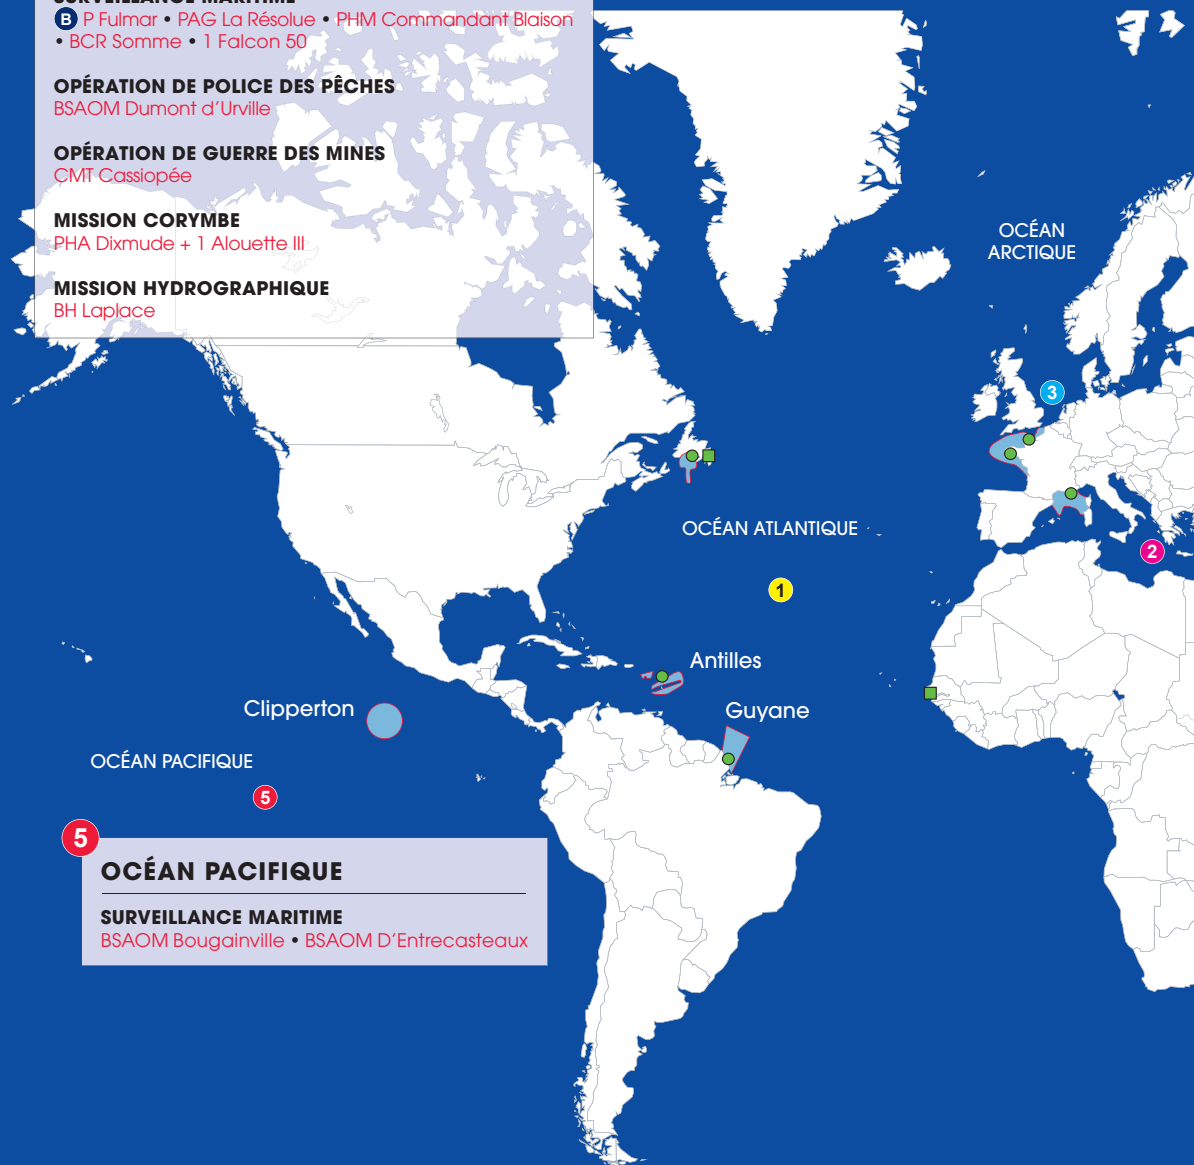 SURVEILLANCE MARITIME
B P Fulmar • PAG La Résolue • PHM Commandant Blaison
• BCR Somme • 1 Falcon 50
OPÉRATION DE POLICE DES PÊCHES
BSAOM Dumont d'Urville
OPÉRATION DE GUERRE DES MINES
CMT Cassiopée
MISSION CORYMBE
PHA Dixmude + 1 Alouette III
MISSION HYDROGRAPHIQUE
BH Laplace
OCÉAN
ARCTIQUE
3
OCÉAN ATLANTIQUE
2
1
Antilles
Clipperton
Guyane
OCÉAN PACIFIQUE
5
5
OCÉAN PACIFIQUE
SURVEILLANCE MARITIME
BSAOM Bougainville • BSAOM D'Entrecasteaux